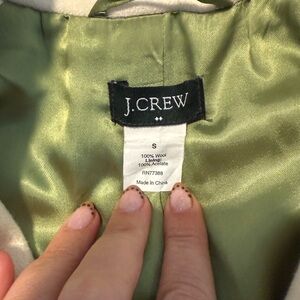 J.CREW
S
100% Wool
Lining:
100% Acetate
RN77388
Made in China